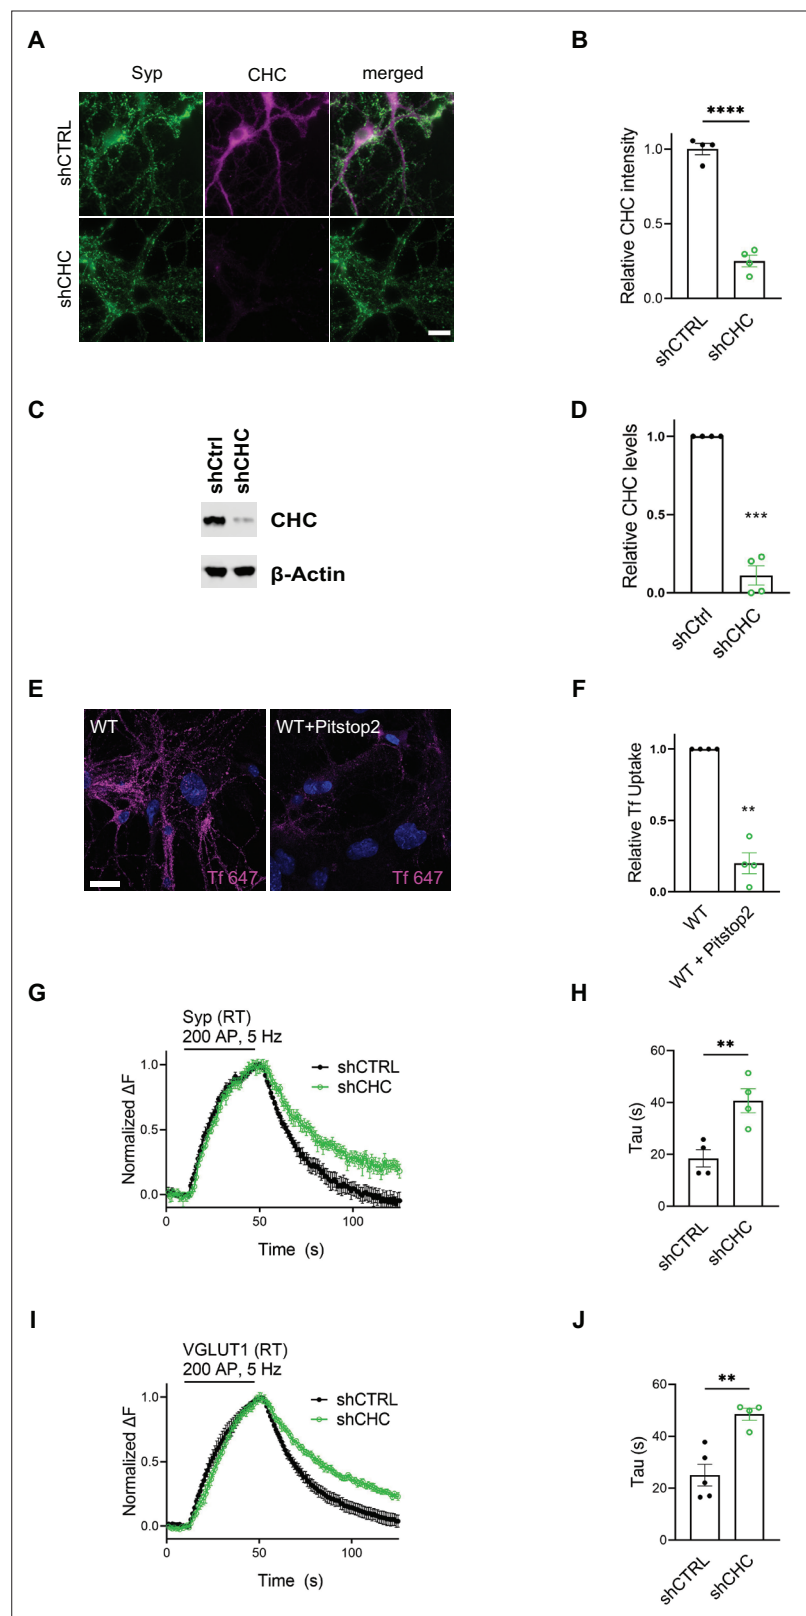 A
Syp CHC merged
shCTRL
shCHC
B
****
Relative CHC intensity
1.0
0.5
0.0
shCTRL
shCHC
C
shCtrl
shCHC
CHC
β-Actin
D
Relative CHC levels
1.0
0.5
0.0
***
shCtrl
shCHC
E
WT
Tf 647
WT+Pitstop2
Tf 647
F
Relative Tf Uptake
1.0
0.5
0.0
**
WT
WT + Pitstop2
G
Syp (RT)
200 AP, 5 Hz
shCTRL
shCHC
Normalized ΔF
1.0
0.5
0.0
0 50 100
Time (s)
H
**
Tau (s)
60
40
20
0
shCTRL
shCHC
I
VGLUT1 (RT)
200 AP, 5 Hz
shCTRL
shCHC
Normalized ΔF
1.0
0.5
0.0
0 50 100
Time (s)
J
**
Tau (s)
60
40
20
0
shCTRL
shCHC